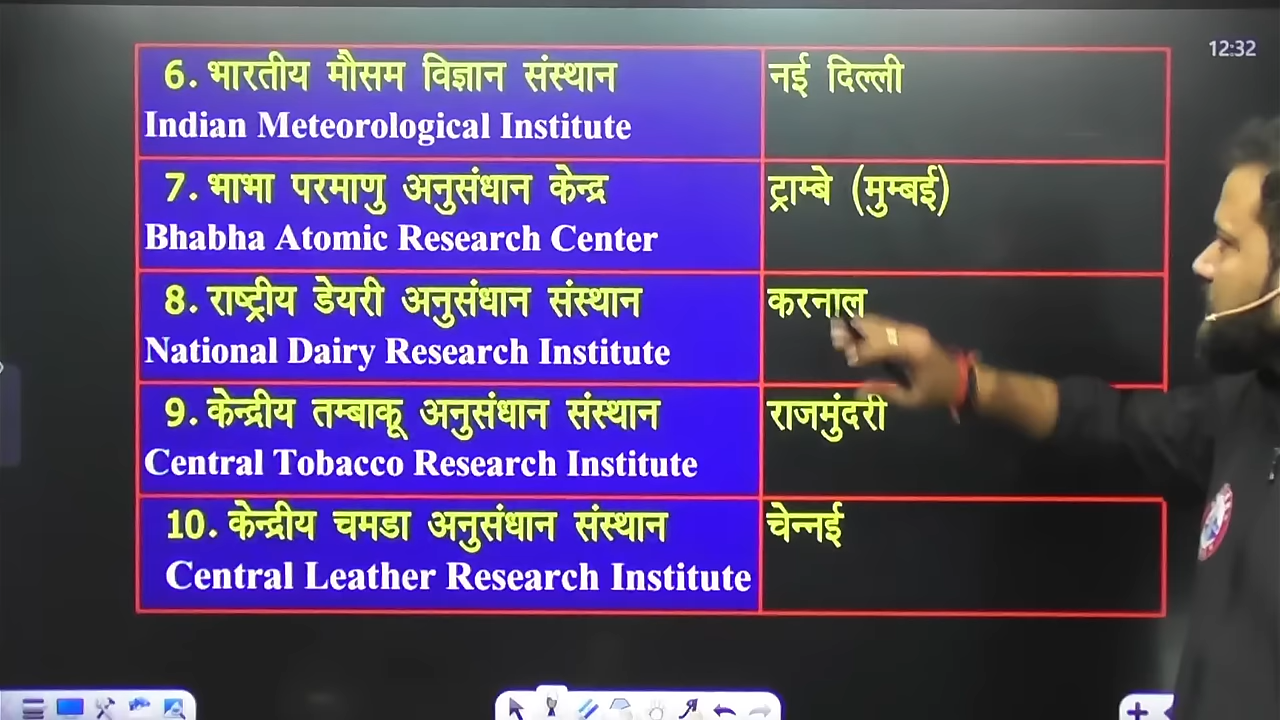 12:32
6. भारतीय मौसम विज्ञान संस्थान
नई दिल्ली
Indian Meteorological Institute
7. भाभा परमाणु अनुसंधान केन्द्र
ट्राम्बे (मुम्बई)
Bhabha Atomic Research Center
8. राष्ट्रीय डेयरी अनुसंधान संस्थान
करनाल
National Dairy Research Institute
9. केन्द्रीय तम्बाकू अनुसंधान संस्थान
राजमुंदरी
Central Tobacco Research Institute
10. केन्द्रीय चमडा अनुसंधान संस्थान
चेन्नई
Central Leather Research Institute